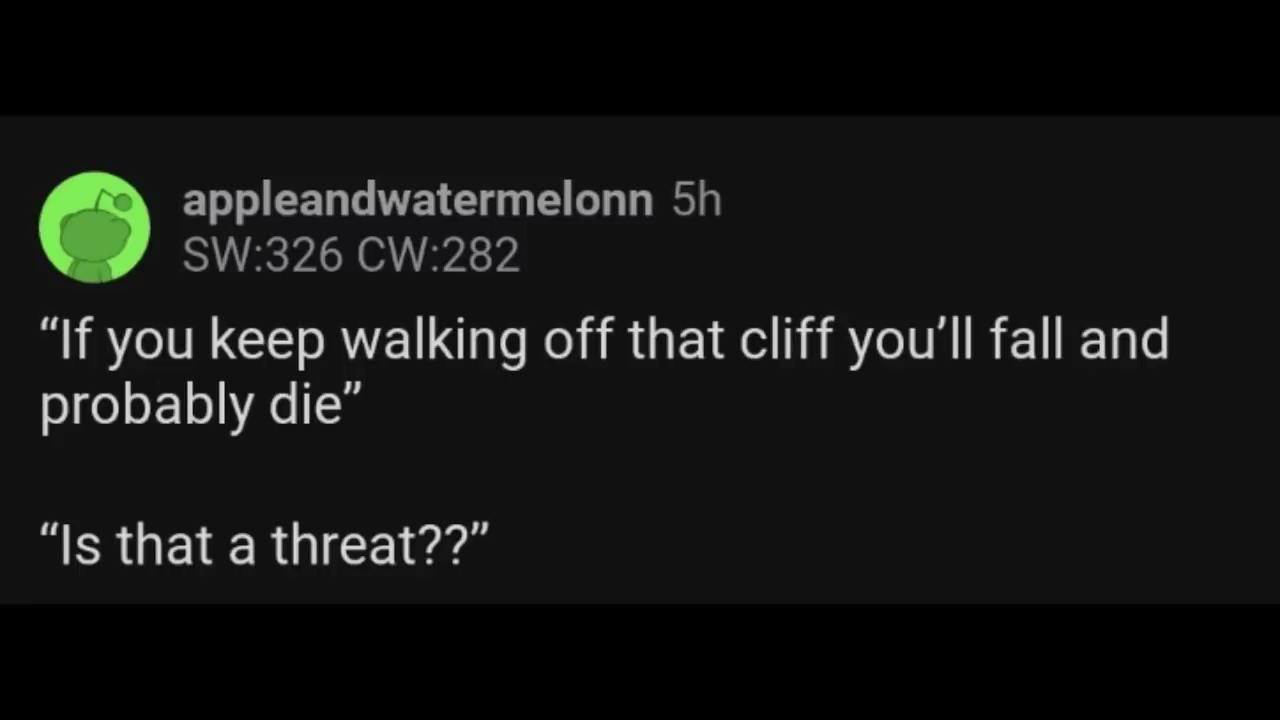 appleandwatermelonn 5h
SW:326 CW:282
“If you keep walking off that cliff you’ll fall and
probably die”
“Is that a threat??”